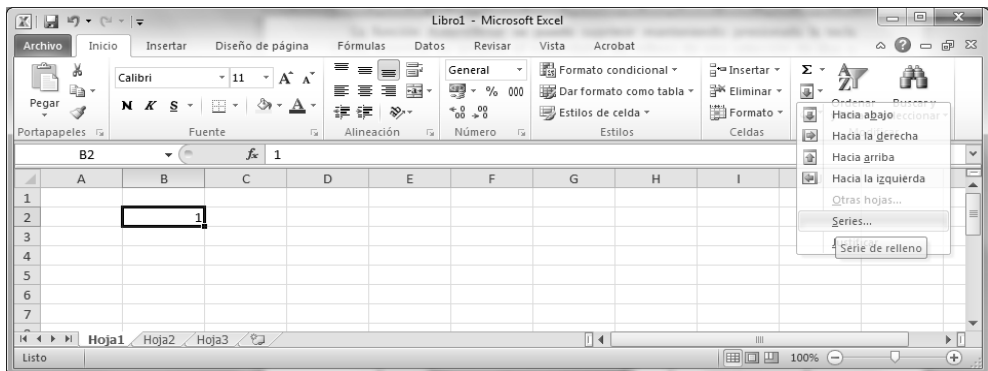 Libro1 - Microsoft Excel
Archivo Inicio Insertar Diseño de página Fórmulas Datos Revisar Vista Acrobat
Pegar
Portapapeles
Calibri 11
N K S
Fuente
Alineación
General
% 000
Número
Formato condicional
Dar formato como tabla
Estilos de celda
Estilos
Insertar
Eliminar
Formato
Celdas
Σ
Ordenar Buscar y
Hacia abajo
Hacia la derecha
Hacia arriba
Hacia la izquierda
Otras hojas...
Series...
Serie de relleno
B2 fx 1
A B C D E F G H I
1
2 1
3
4
5
6
7
Hoja1 Hoja2 Hoja3
Listo 100%